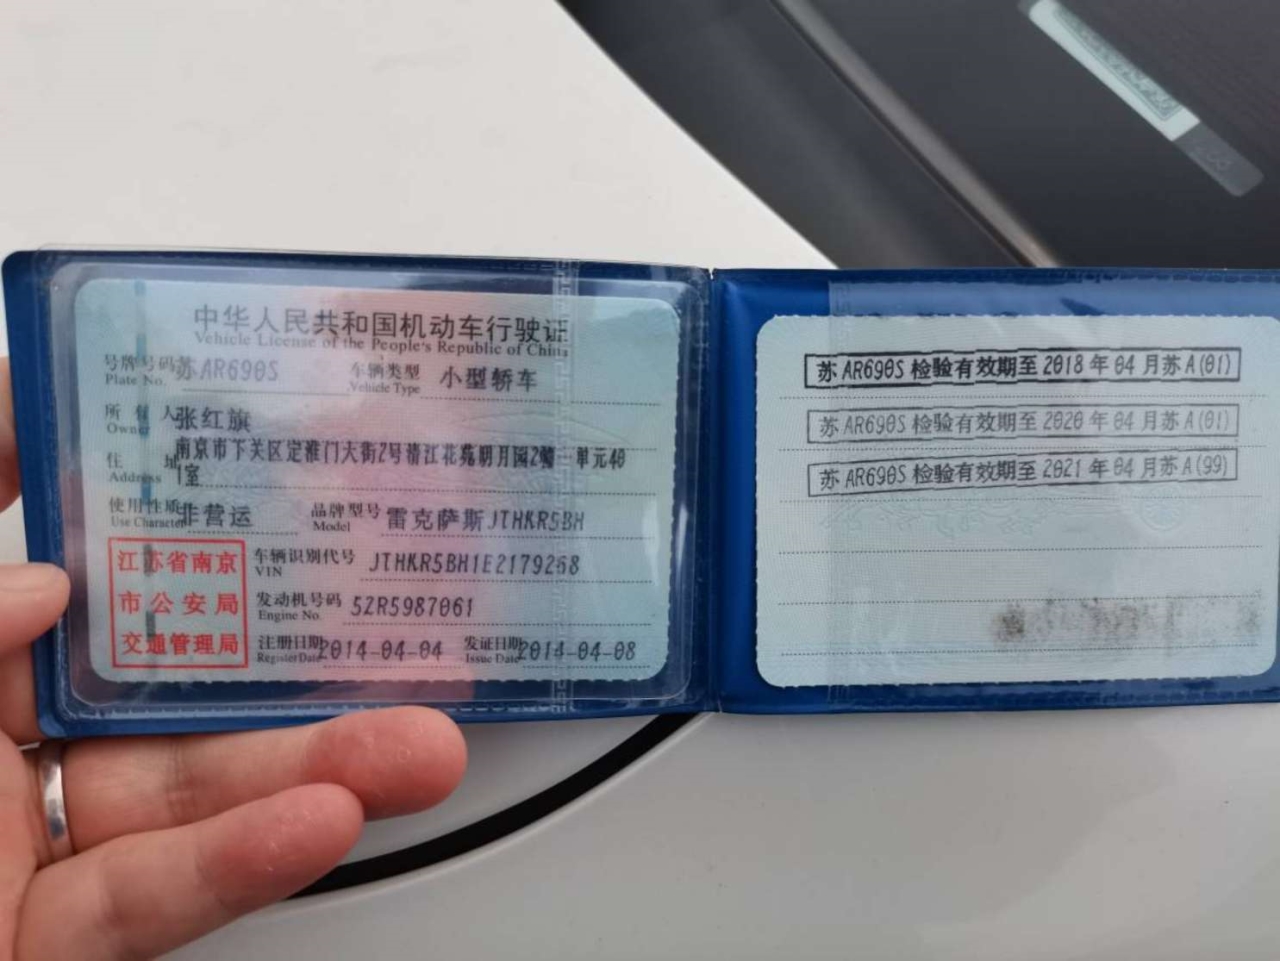 中华人民共和国机动车行驶证
Vehicle License of the People's Republic of China
号牌号码 苏AR690S 车辆类型 小型轿车
Plate No. Vehicle Type
所有人 张红旗
Owner
住址 南京市下关区定淮门大街2号清江花苑明月园2幢一单元40
Address 1室
使用性质 非营运 品牌型号 雷克萨斯JTHKR5BH
Use Character Model
江苏省南京
市公安局
交通管理局
车辆识别代号 JTHKR5BH1E2179268
VIN
发动机号码 5ZR5987061
Engine No.
注册日期 2014-04-04 发证日期 2014-04-08
Register Date Issue Date
苏AR690S 检验有效期至2018年04月苏A(01)
苏AR690S 检验有效期至2020年04月苏A(01)
苏AR690S 检验有效期至2021年04月苏A(99)